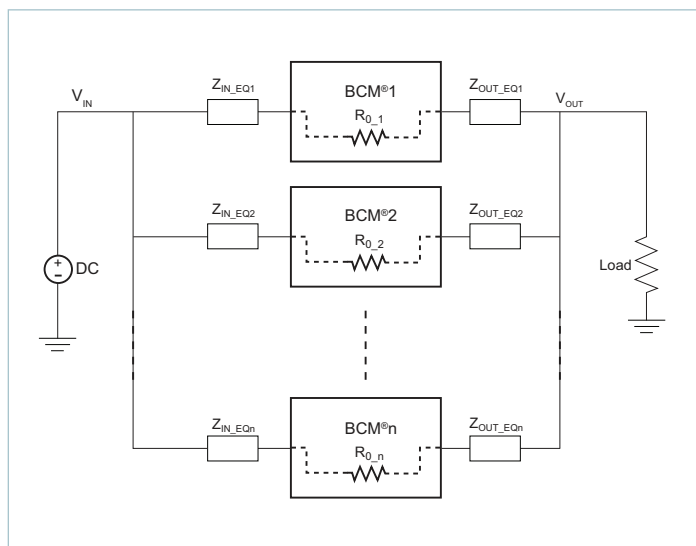 Z_IN_EQ1 BCM®1 Z_OUT_EQ1
V_IN R_0_1 V_OUT
Z_IN_EQ2 BCM®2 Z_OUT_EQ2
R_0_2
+ DC Load
–
Z_IN_EQn BCM®n Z_OUT_EQn
R_0_n